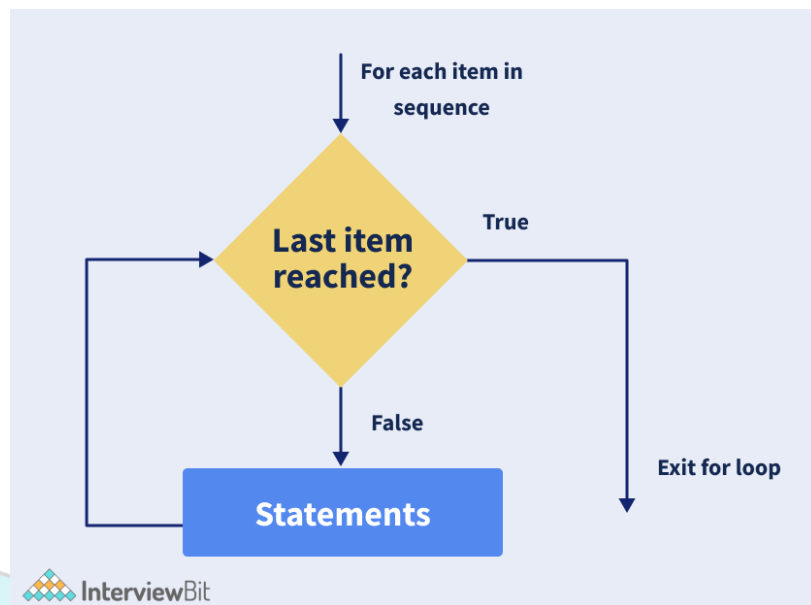 For each item in
sequence
Last item
reached?
True
False
Statements
Exit for loop
InterviewBit